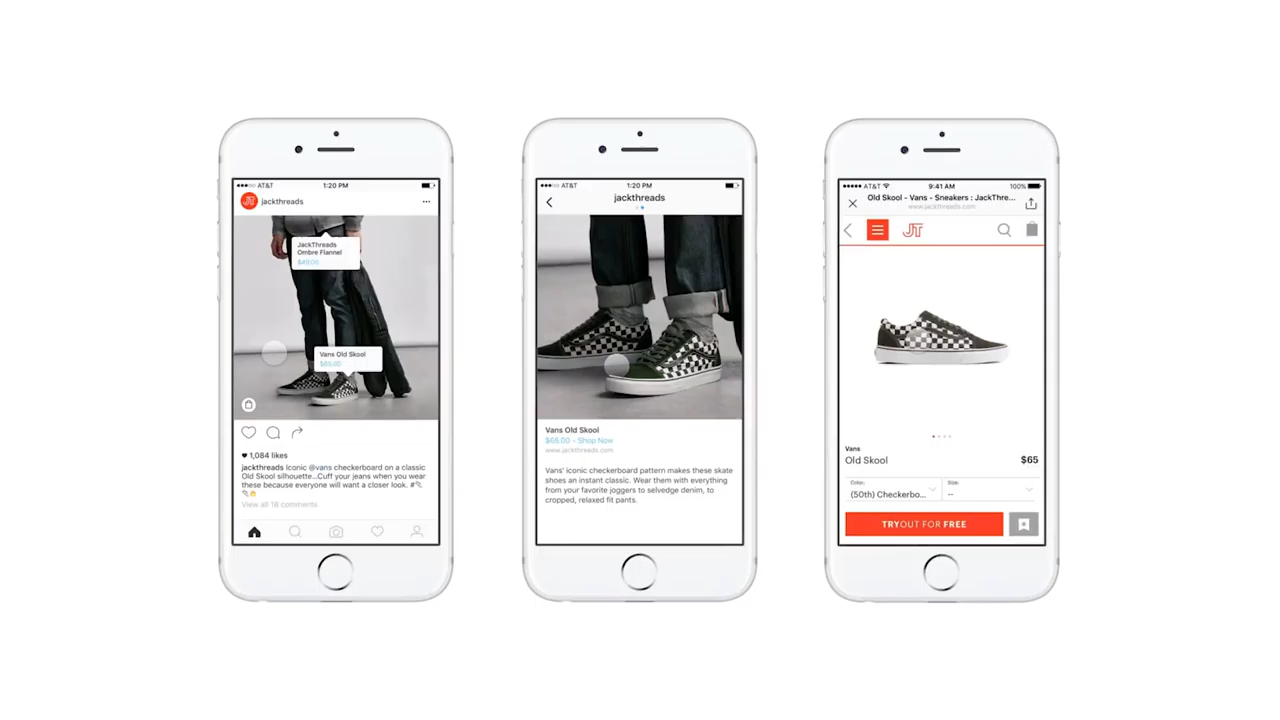 AT&T 1:20 PM
jackthreads
JackThreads
Ombre Flannel
Vans Old Skool
$65.00
1,084 likes
jackthreads Iconic @vans checkerboard on a classic
Old Skool silhouette...Cuff your jeans when you wear
these because everyone will want a closer look. #
View all 18 comments
AT&T 1:20 PM
jackthreads
Vans Old Skool
$65.00 - Shop Now
www.jackthreads.com
Vans' iconic checkerboard pattern makes these skate
shoes an instant classic. Wear them with everything
from your favorite joggers to selvedge denim, to
cropped, relaxed fit pants.
AT&T 9:41 AM 100%
Old Skool - Vans - Sneakers : JackThre...
www.jackthreads.com
JT
Vans
Old Skool $65
Color: Size:
(50th) Checkerbo... --
TRYOUT FOR FREE